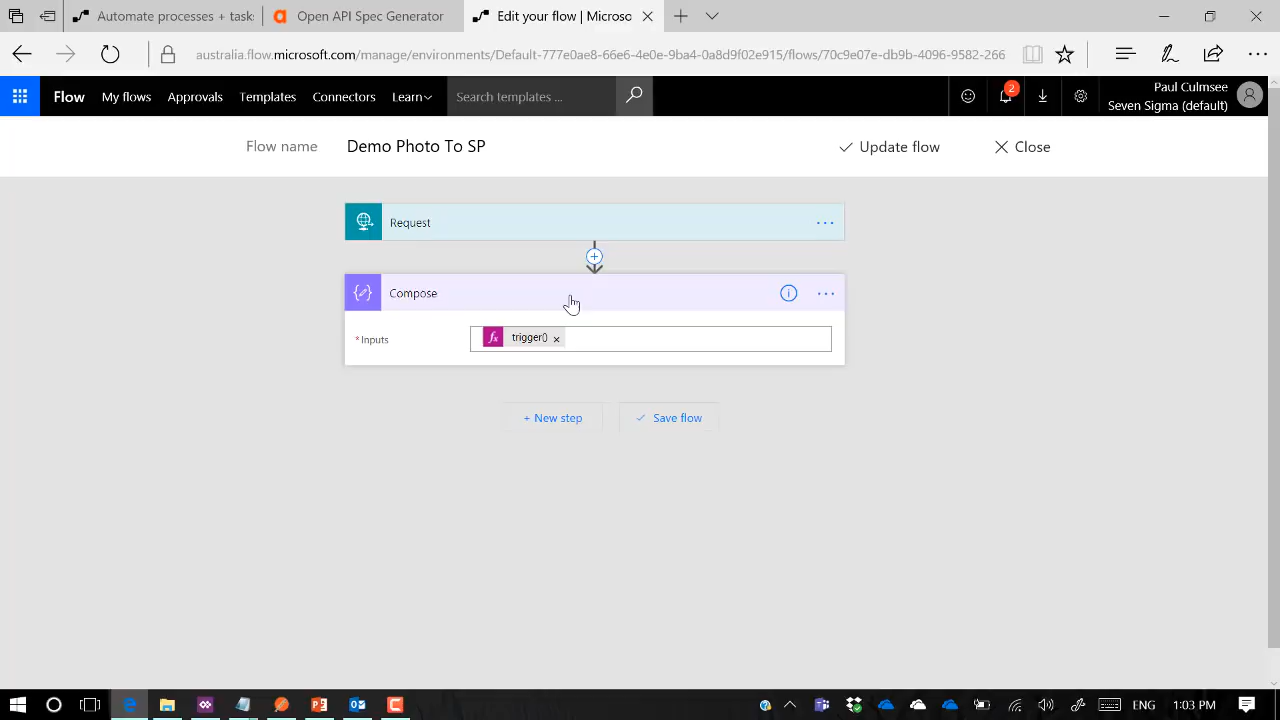 Automate processes + task
Open API Spec Generator
Edit your flow | Microso
australia.flow.microsoft.com/manage/environments/Default-777e0ae8-66e6-4e0e-9ba4-0a8d9f02e915/flows/70c9e07e-db9b-4096-9582-266
Flow
My flows
Approvals
Templates
Connectors
Learn
Search templates ...
2
Paul Culmsee
Seven Sigma (default)
Flow name
Demo Photo To SP
Update flow
Close
Request
Compose
*Inputs
fx trigger()
+ New step
Save flow
ENG
1:03 PM